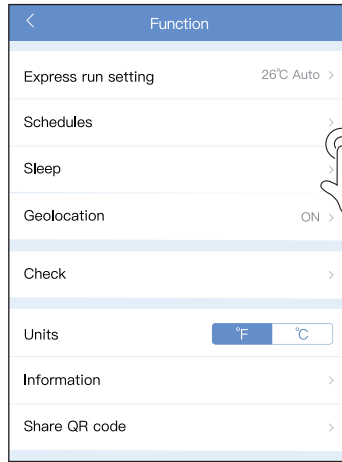 Function
Express run setting 26℃ Auto >
Schedules >
Sleep >
Geolocation ON >
Check >
Units ℉ ℃
Information >
Share QR code >